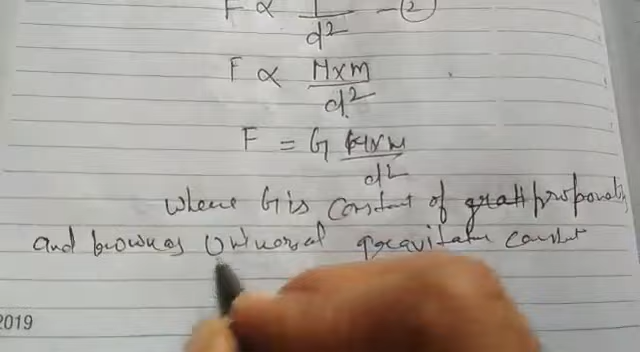 F ∝ 1/d² - ②
F ∝ M×m/d²
F = G M×m/d²
where G is constant of proportionality
and known as Universal gravitation constant
2019